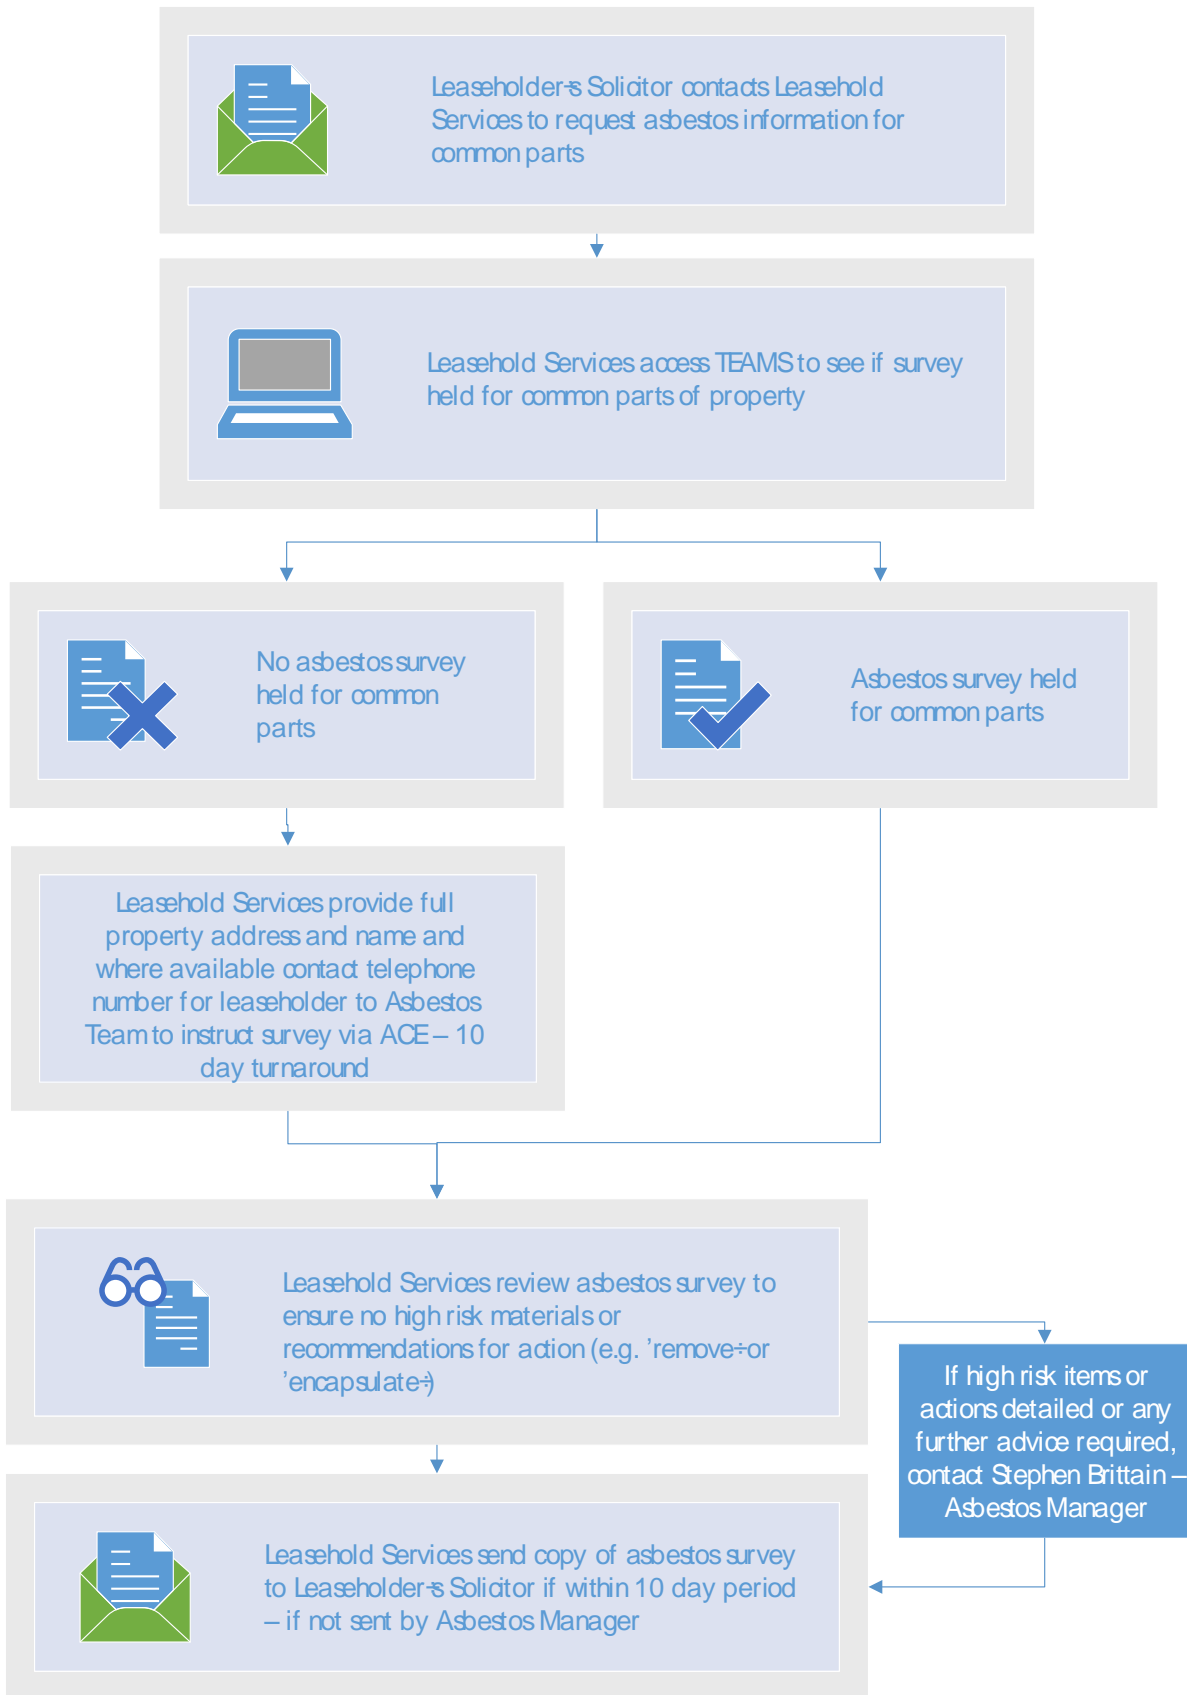 Leaseholder÷s Solicitor contacts Leasehold
Services to request asbestos information for
common parts
Leasehold Services access TEAMS to see if survey
held for common parts of property
No asbestos survey
held for common
parts
Asbestos survey held
for common parts
Leasehold Services provide full
property address and name and
where available contact telephone
number for leaseholder to Asbestos
Team to instruct survey via ACE – 10
day turnaround
Leasehold Services review asbestos survey to
ensure no high risk materials or
recommendations for action (e.g. ’remove÷ or
’encapsulate÷)
If high risk items or
actions detailed or any
further advice required,
contact Stephen Brittain –
Asbestos Manager
Leasehold Services send copy of asbestos survey
to Leaseholder÷s Solicitor if within 10 day period
– if not sent by Asbestos Manager